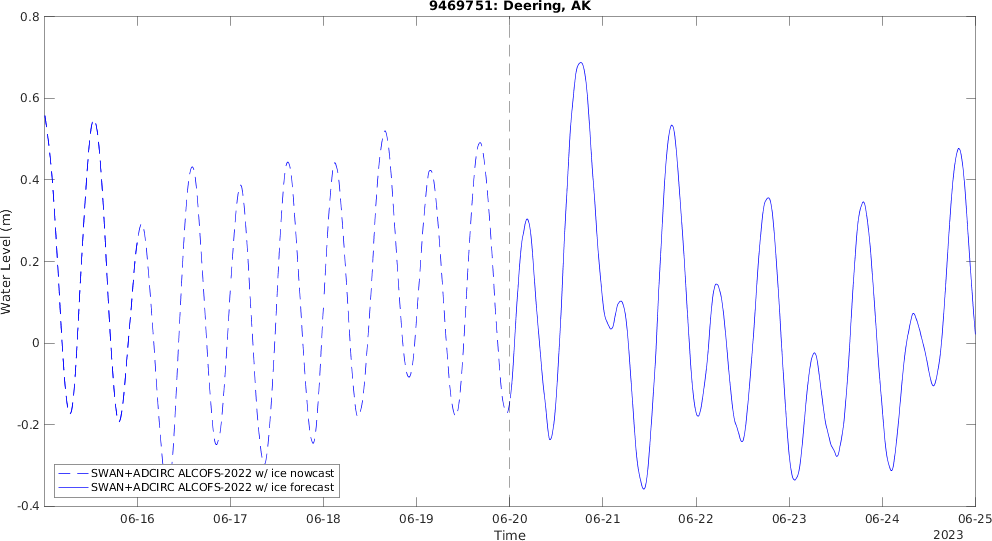 9469751: Deering, AK
0.8
0.6
0.4
0.2
0
-0.2
-0.4
Water Level (m)
SWAN+ADCIRC ALCOFS-2022 w/ ice nowcast
SWAN+ADCIRC ALCOFS-2022 w/ ice forecast
06-16 06-17 06-18 06-19 06-20 06-21 06-22 06-23 06-24 06-25
Time
2023